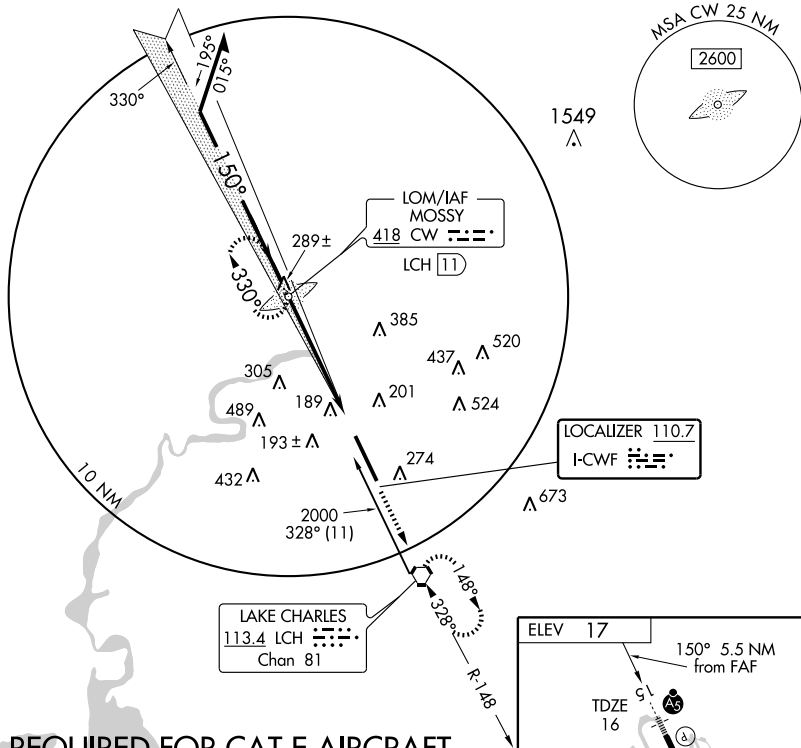 MSA CW 25 NM
2600
195°
015°
330°
1549
150°
LOM/IAF
MOSSY
418 CW
289±
LCH 11
330°
385
520
437
305
201
524
189
489
193±
LOCALIZER 110.7
I-CWF
274
432
10 NM
673
2000
328° (11)
148°
328°
LAKE CHARLES
113.4 LCH
Chan 81
R-148
ELEV 17
150° 5.5 NM
from FAF
15
TDZE
16
A5
REQUIRED FOR CAT E AIRCRAFT